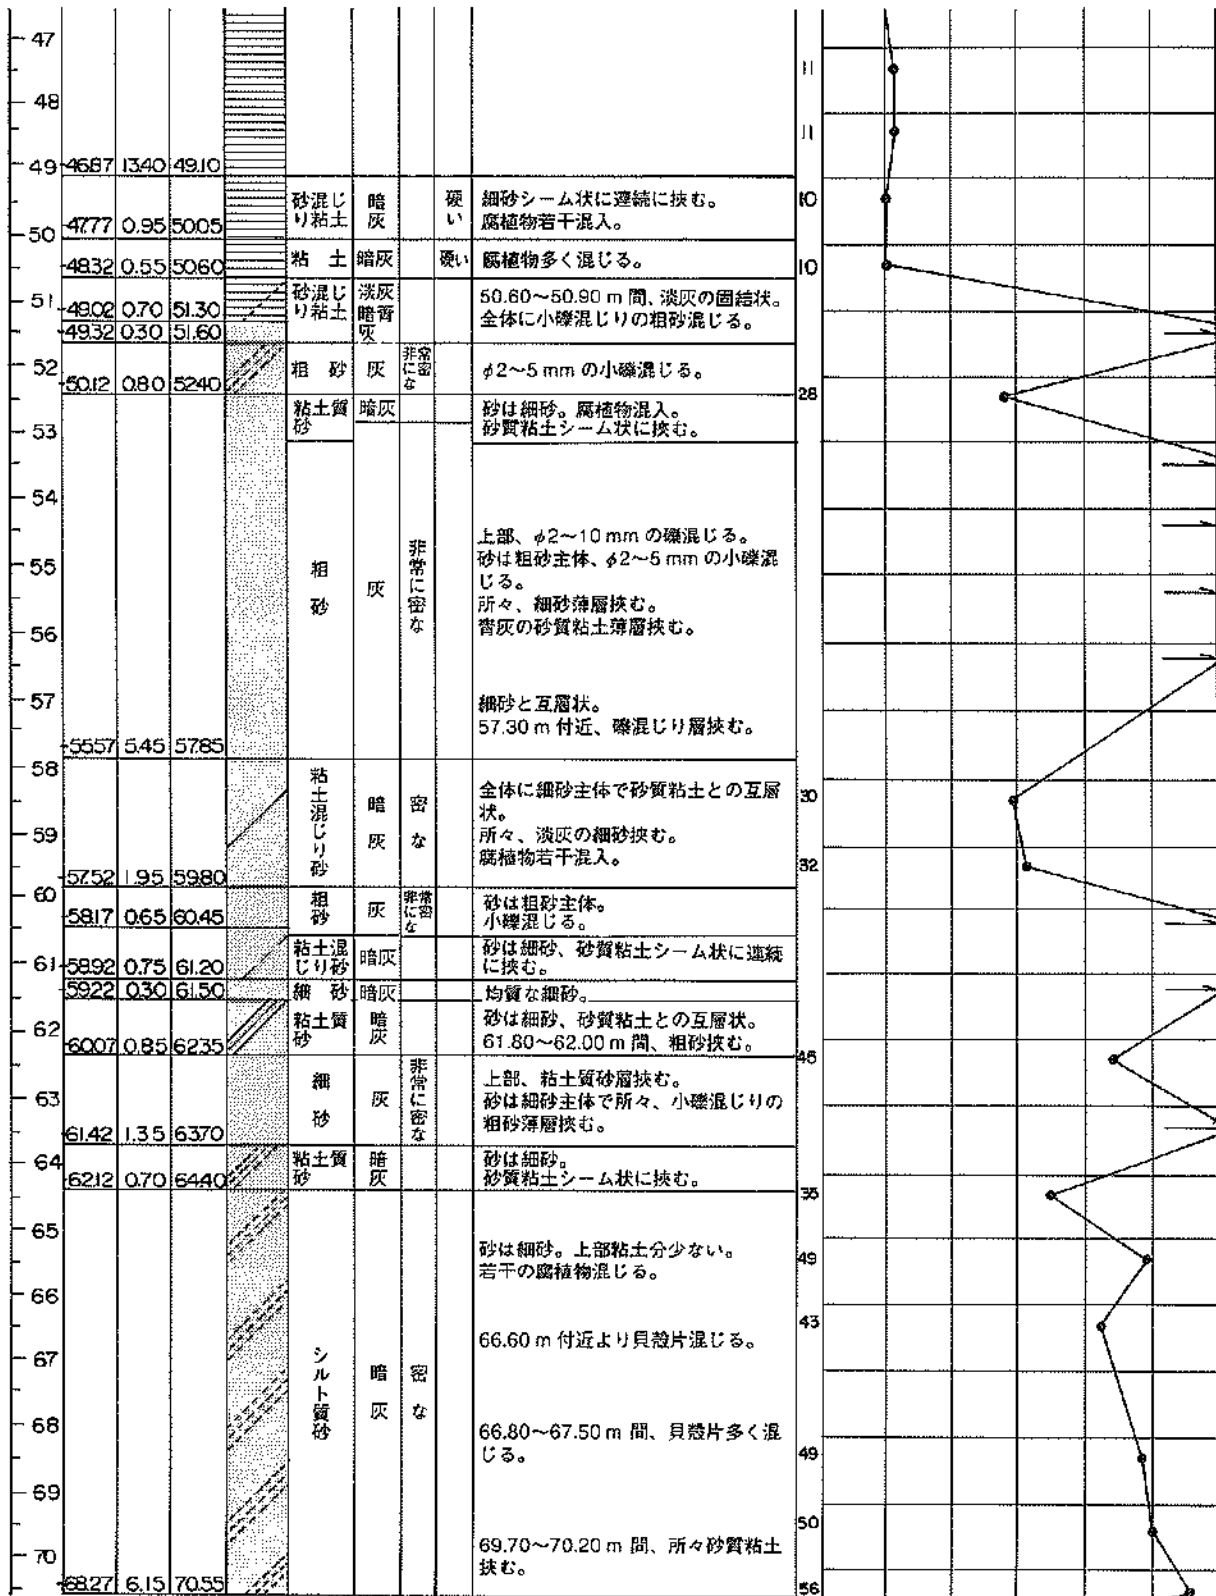 47
11
48
11
49 -46.87 13.40 49.10
砂混じり粘土 暗灰 硬い 細砂シーム状に連続に挟む。
腐植物若干混入。
10
50 -47.77 0.95 50.05
粘土 暗灰 硬い 腐植物多く混じる。
-48.32 0.55 50.60
10
砂混じり粘土 淡灰 暗青灰 50.60～50.90 m 間、淡灰の固結状。
全体に小礫混じりの粗砂混じる。
51 -49.02 0.70 51.30
-49.32 0.30 51.60
52
粗砂 灰 非常に密な φ2～5 mm の小礫混じる。
-50.12 0.80 52.40
28
粘土質砂 暗灰 砂は細砂。腐植物混入。
砂質粘土シーム状に挟む。
53
54
上部、φ2～10 mm の礫混じる。
砂は粗砂主体、φ2～5 mm の小礫混
じる。
所々、細砂薄層挟む。
青灰の砂質粘土薄層挟む。
55
粗砂 灰 非常に密な
56
細砂と互層状。
57.30 m 付近、礫混じり層挟む。
57
-55.57 5.45 57.85
58
粘土混じり砂 暗灰 密な 全体に細砂主体で砂質粘土との互層
状。
所々、淡灰の細砂挟む。
腐植物若干混入。
30
59
32
-57.52 1.95 59.80
60
粗砂 灰 非常に密な 砂は粗砂主体。
小礫混じる。
-58.17 0.65 60.45
粘土混じり砂 暗灰 砂は細砂、砂質粘土シーム状に連続
に挟む。
61 -58.92 0.75 61.20
-59.22 0.30 61.50
細砂 暗灰 均質な細砂。
62
粘土質砂 暗灰 砂は細砂、砂質粘土との互層状。
61.80～62.00 m 間、粗砂挟む。
-60.07 0.85 62.35
細砂 灰 非常に密な 上部、粘土質砂層挟む。
砂は細砂主体で所々、小礫混じりの
粗砂薄層挟む。
63
-61.42 1.35 63.70
64
粘土質砂 暗灰 砂は細砂。
砂質粘土シーム状に挟む。
-62.12 0.70 64.40
65
砂は細砂。上部粘土分少ない。
若干の腐植物混じる。
49
66
43
66.60 m 付近より貝殻片混じる。
67
シルト質砂 暗灰 密な
68
66.80～67.50 m 間、貝殻片多く混
じる。
49
69
50
69.70～70.20 m 間、所々砂質粘土
挟む。
70
-68.27 6.15 70.55
56